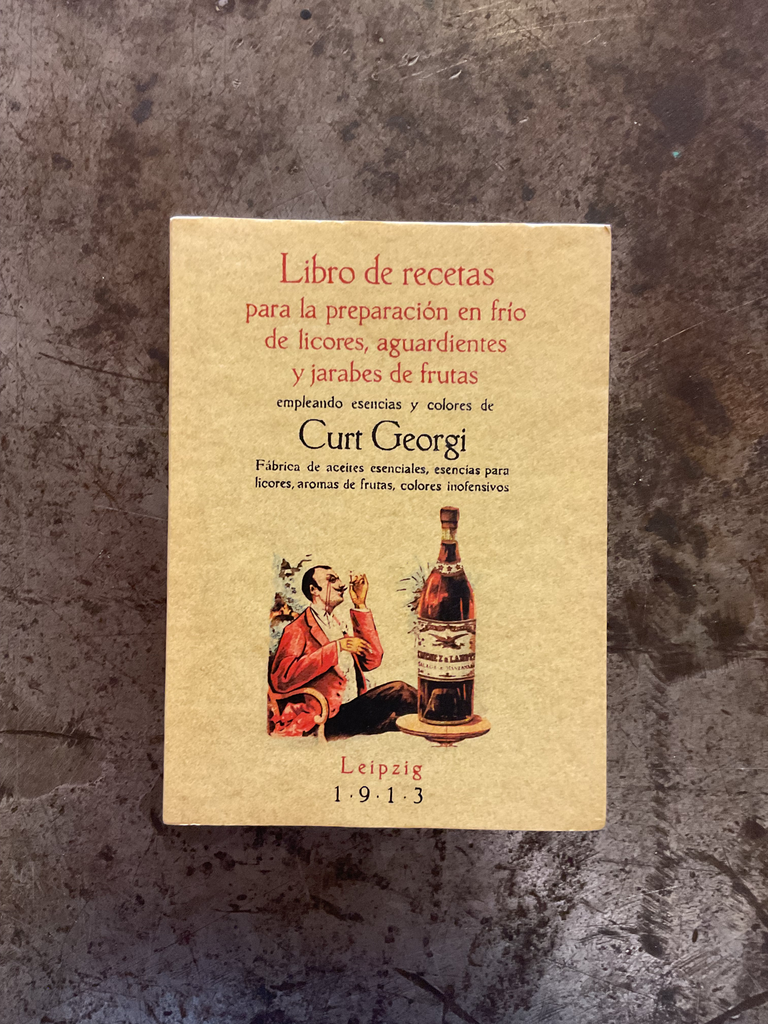 Libro de recetas
para la preparación en frío
de licores, aguardientes
y jarabes de frutas
empleando esencias y colores de
Curt Georgi
Fábrica de aceites esenciales, esencias para
licores, aromas de frutas, colores inofensivos
Leipzig
1·9·1·3